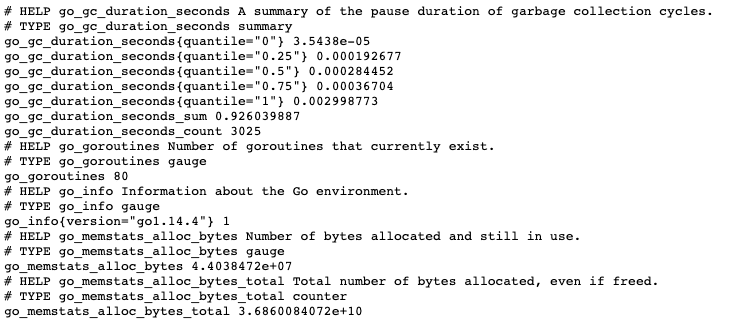 # HELP go_gc_duration_seconds A summary of the pause duration of garbage collection cycles.
# TYPE go_gc_duration_seconds summary
go_gc_duration_seconds{quantile="0"} 3.5438e-05
go_gc_duration_seconds{quantile="0.25"} 0.000192677
go_gc_duration_seconds{quantile="0.5"} 0.000284452
go_gc_duration_seconds{quantile="0.75"} 0.00036704
go_gc_duration_seconds{quantile="1"} 0.002998773
go_gc_duration_seconds_sum 0.926039887
go_gc_duration_seconds_count 3025
# HELP go_goroutines Number of goroutines that currently exist.
# TYPE go_goroutines gauge
go_goroutines 80
# HELP go_info Information about the Go environment.
# TYPE go_info gauge
go_info{version="go1.14.4"} 1
# HELP go_memstats_alloc_bytes Number of bytes allocated and still in use.
# TYPE go_memstats_alloc_bytes gauge
go_memstats_alloc_bytes 4.4038472e+07
# HELP go_memstats_alloc_bytes_total Total number of bytes allocated, even if freed.
# TYPE go_memstats_alloc_bytes_total counter
go_memstats_alloc_bytes_total 3.6860084072e+10